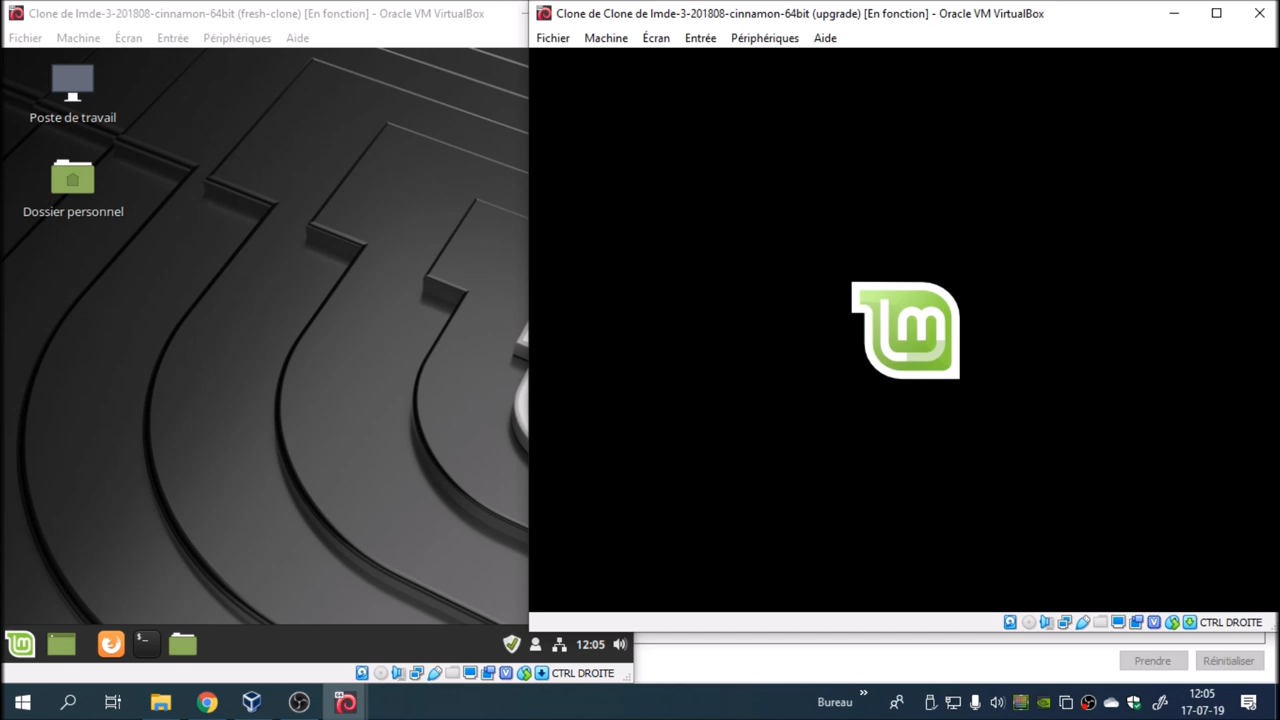 Clone de lmde-3-201808-cinnamon-64bit (fresh-clone) [En fonction] - Oracle VM VirtualBox
Fichier Machine Écran Entrée Périphériques Aide
Poste de travail
Dossier personnel
12:05
CTRL DROITE
Clone de Clone de lmde-3-201808-cinnamon-64bit (upgrade) [En fonction] - Oracle VM VirtualBox
Fichier Machine Écran Entrée Périphériques Aide
lm
CTRL DROITE
Prendre Réinitialiser
Bureau
12:05
17-07-19